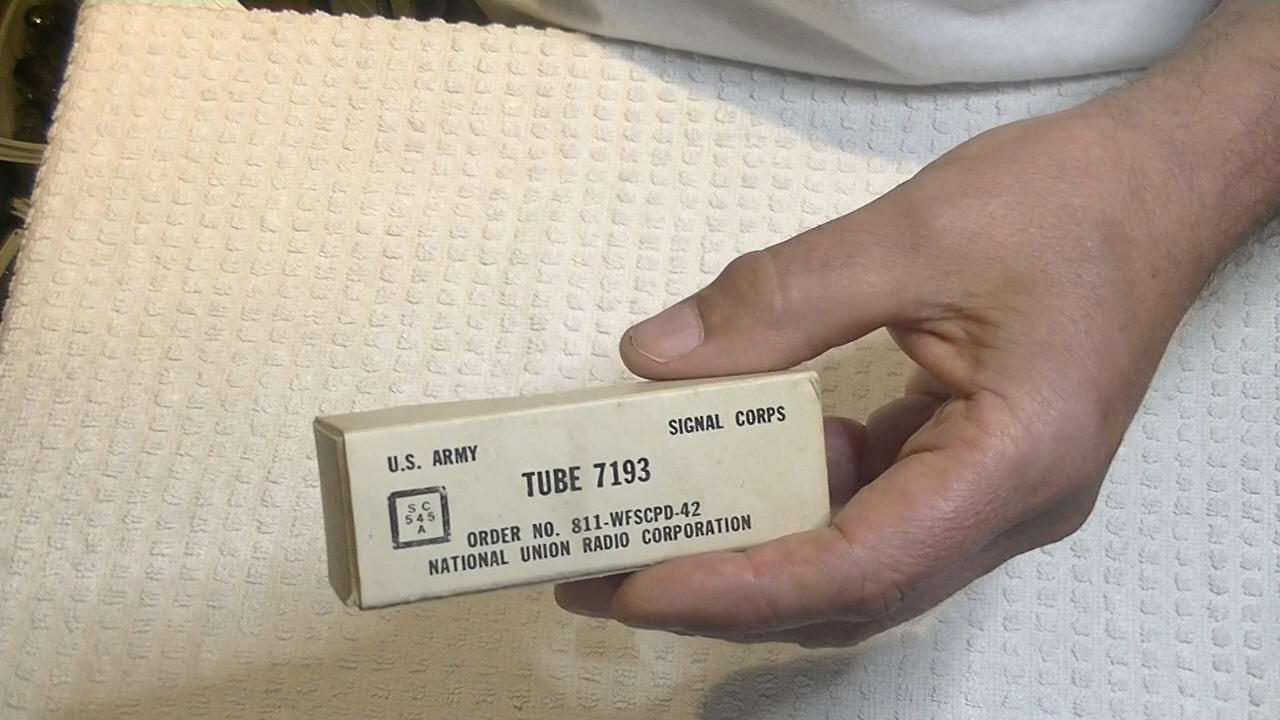 U.S. ARMY
SIGNAL CORPS
TUBE 7193
SC
545
A
ORDER NO. 811-WFSCPD-42
NATIONAL UNION RADIO CORPORATION